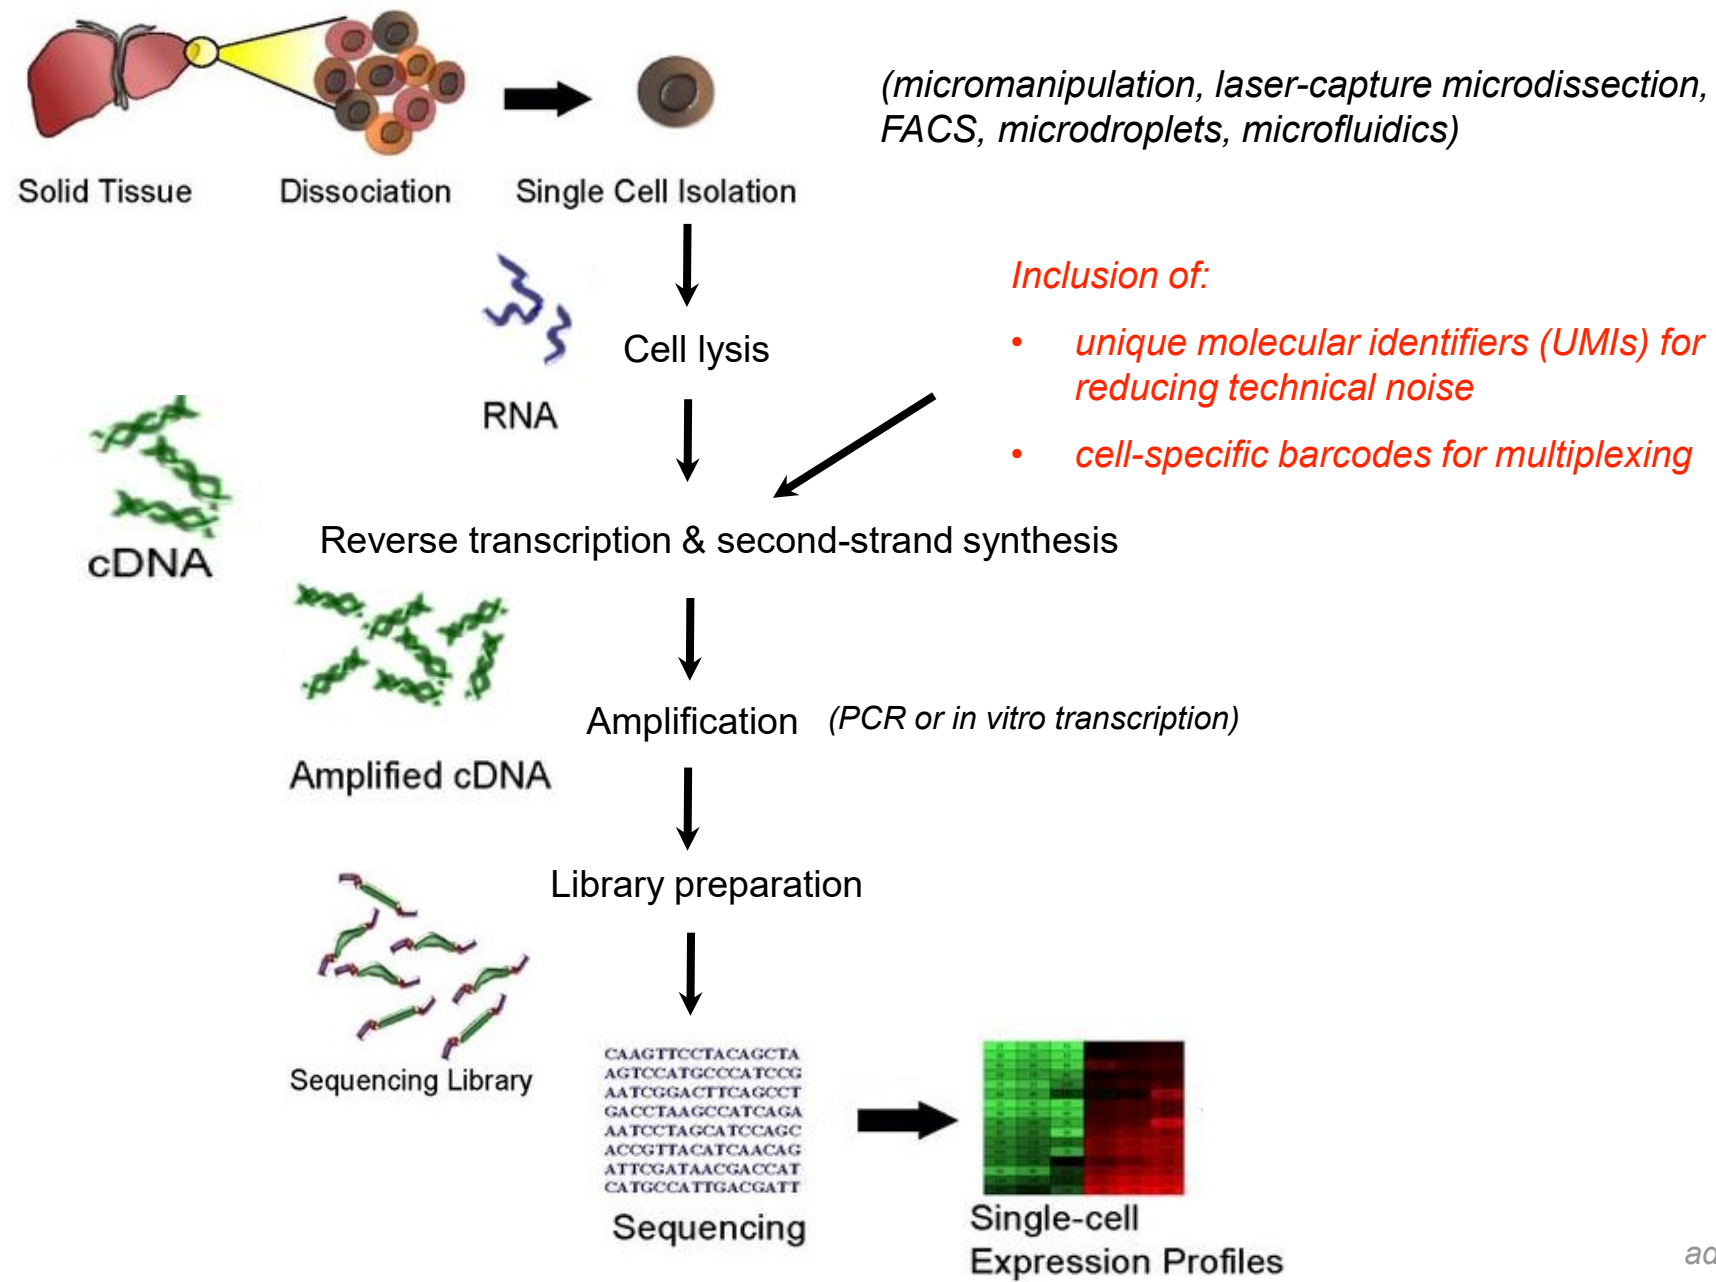 (micromanipulation, laser-capture microdissection,
FACS, microdroplets, microfluidics)
Solid Tissue
Dissociation
Single Cell Isolation
Inclusion of:
• unique molecular identifiers (UMIs) for
reducing technical noise
• cell-specific barcodes for multiplexing
Cell lysis
RNA
cDNA
Reverse transcription & second-strand synthesis
Amplification (PCR or in vitro transcription)
Amplified cDNA
Library preparation
Sequencing Library
CAAGTTCCTACAGCTA
AGTCCATGCCCATCCG
AATCGGACTTCAGCCT
GACCTAAGCCATCAGA
AATCCTAGCATCCAGC
ACCGTTACATCAACAG
ATTCGATAACGACCAT
CATGCCATTGACGATT
Sequencing
Single-cell
Expression Profiles